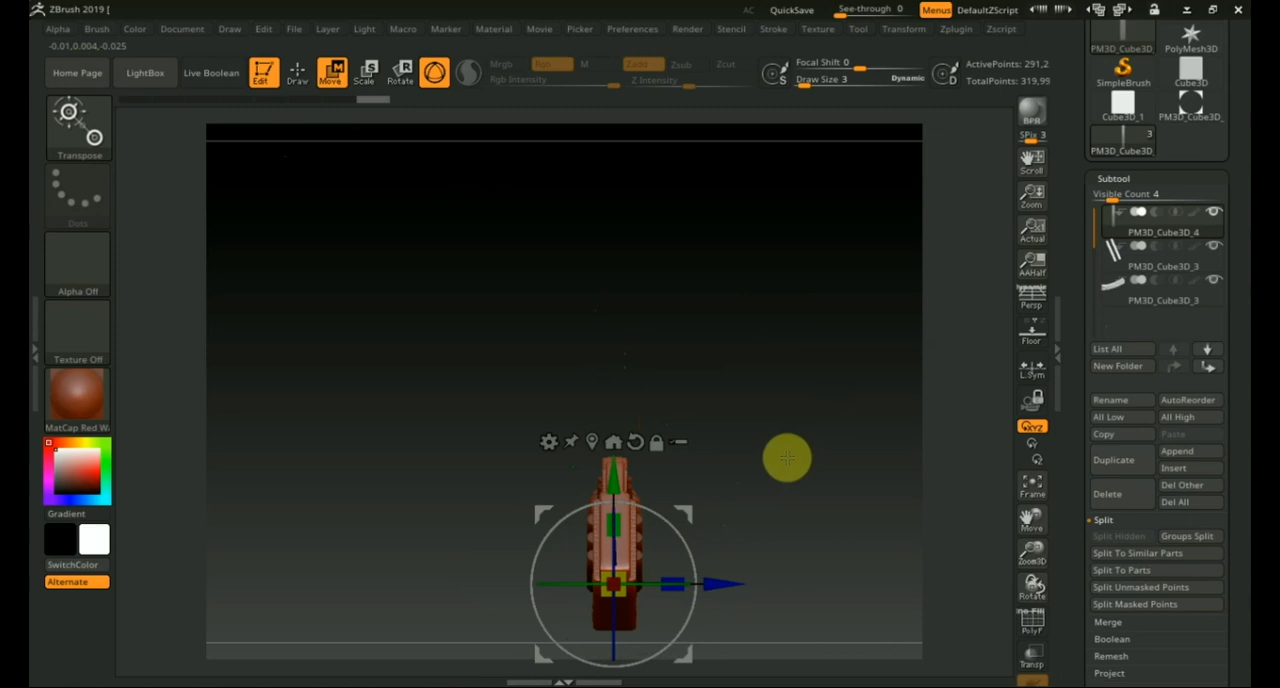 ZBrush 2019 [
AC QuickSave See-through 0 Menus DefaultZScript
Alpha Brush Color Document Draw Edit File Layer Light Macro Marker Material Movie Picker Preferences Render Stencil Stroke Texture Tool Transform Zplugin Zscript
-0.01,0.004,-0.025
Home Page LightBox Live Boolean Edit Draw Move Scale Rotate
Mrgb Rgb M Zadd Zsub Zcut
Rgb Intensity Z Intensity
Focal Shift 0
Draw Size 3 Dynamic
ActivePoints: 291,2
TotalPoints: 319,99
Transpose
Dots
Alpha Off
Texture Off
MatCap Red W
Gradient
SwitchColor
Alternate
BPR
SPix 3
Scroll
Zoom
Actual
AAHalf
Dynamic
Persp
Floor
L.Sym
XYZ
Frame
Move
Zoom3D
Rotate
PolyF
Transp
PM3D_Cube3D_ PolyMesh3D
SimpleBrush Cube3D
Cube3D_1 PM3D_Cube3D_
3
PM3D_Cube3D_
Subtool
Visible Count 4
PM3D_Cube3D_4
PM3D_Cube3D_3
PM3D_Cube3D_3
List All
New Folder
Rename AutoReorder
All Low All High
Copy Paste
Duplicate Append
Insert
Delete Del Other
Del All
Split
Split Hidden Groups Split
Split To Similar Parts
Split To Parts
Split Unmasked Points
Split Masked Points
Merge
Boolean
Remesh
Project